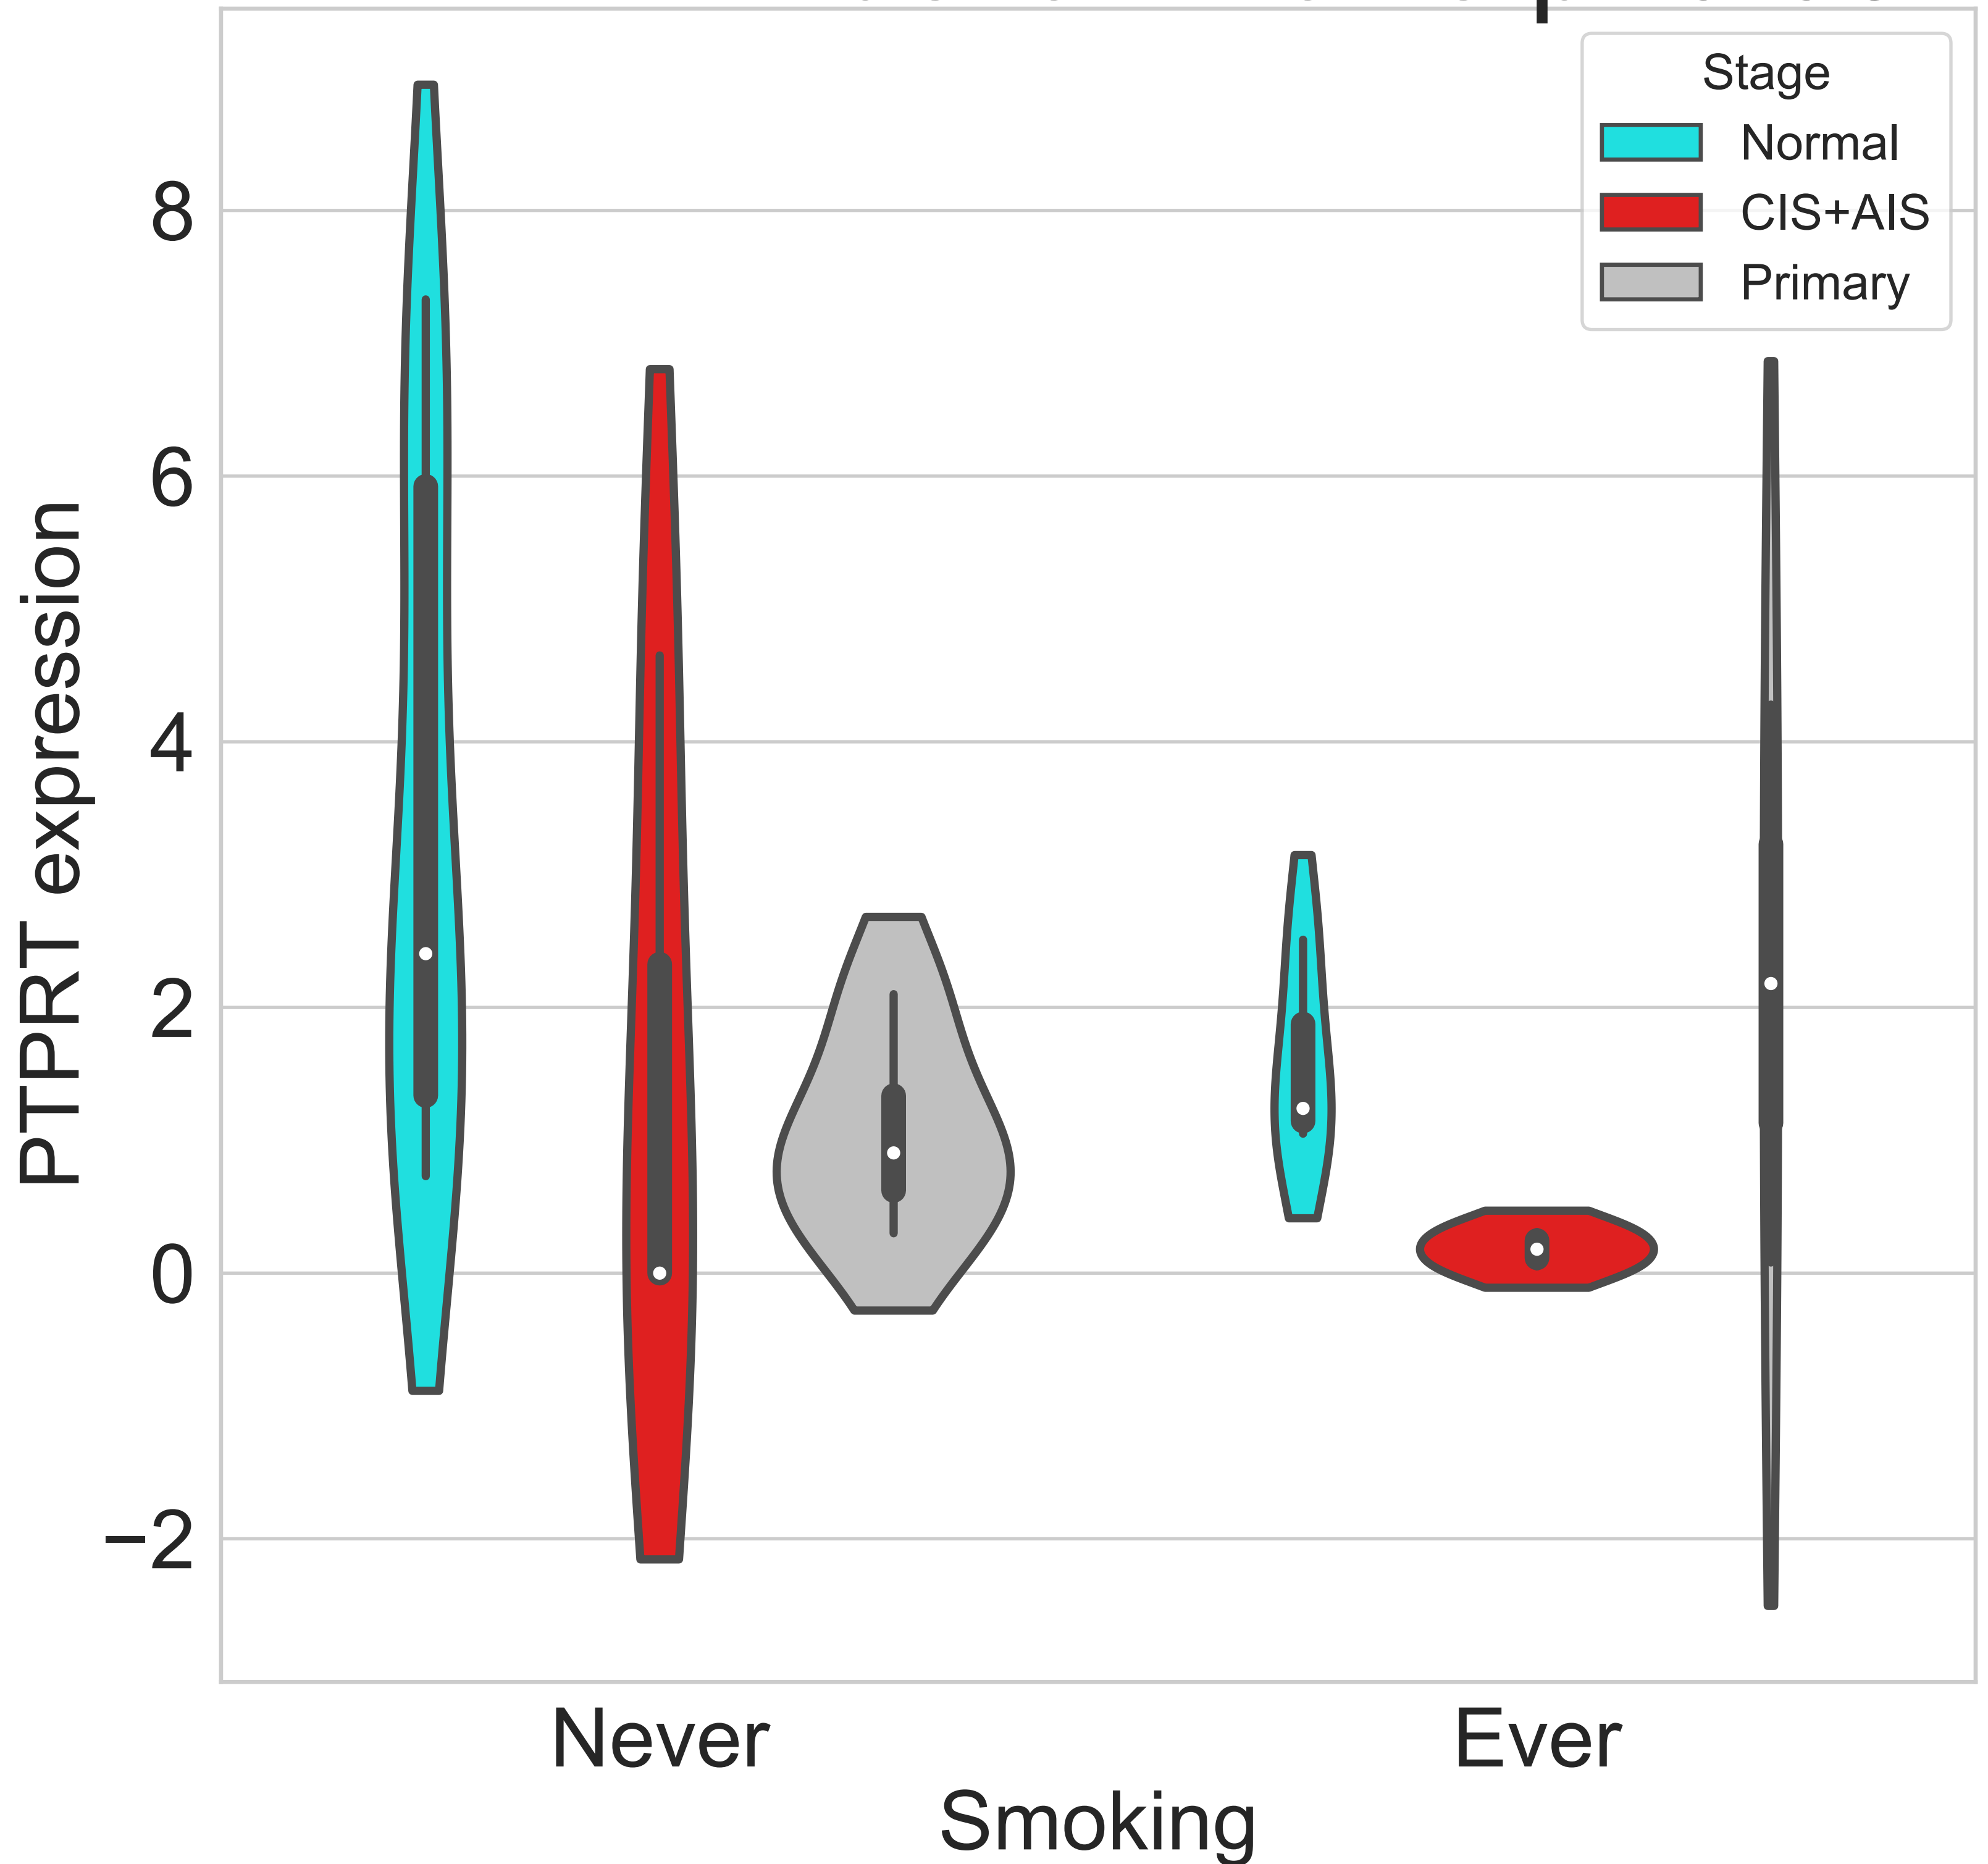 Stage
Normal
CIS+AIS
Primary
8
6
4
2
0
−2
PTPRT expression
Never
Ever
Smoking